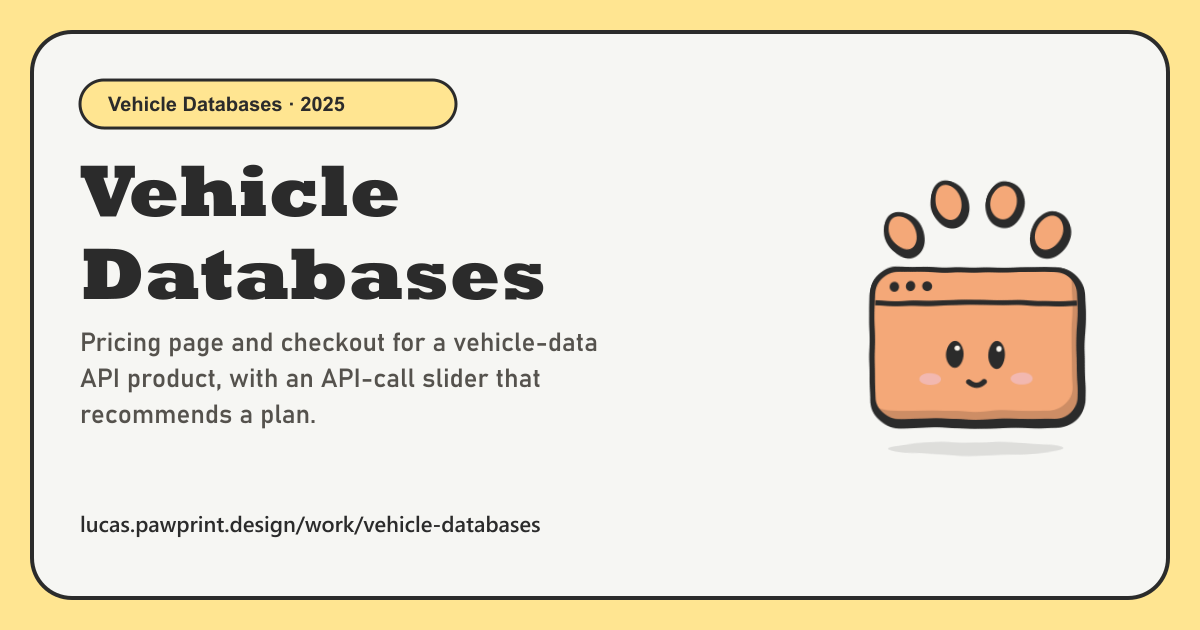 Vehicle Databases · 2025
Vehicle
Databases
Pricing page and checkout for a vehicle-data
API product, with an API-call slider that
recommends a plan.
lucas.pawprint.design/work/vehicle-databases